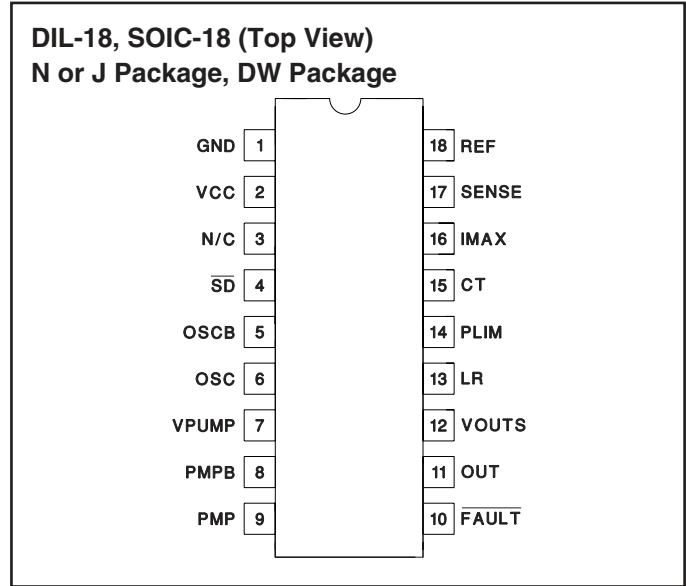 DIL-18, SOIC-18 (Top View)
N or J Package, DW Package
GND 1 18 REF
VCC 2 17 SENSE
N/C 3 16 IMAX
S̅D̅ 4 15 CT
OSCB 5 14 PLIM
OSC 6 13 LR
VPUMP 7 12 VOUTS
PMPB 8 11 OUT
PMP 9 10 F̅A̅U̅L̅T̅